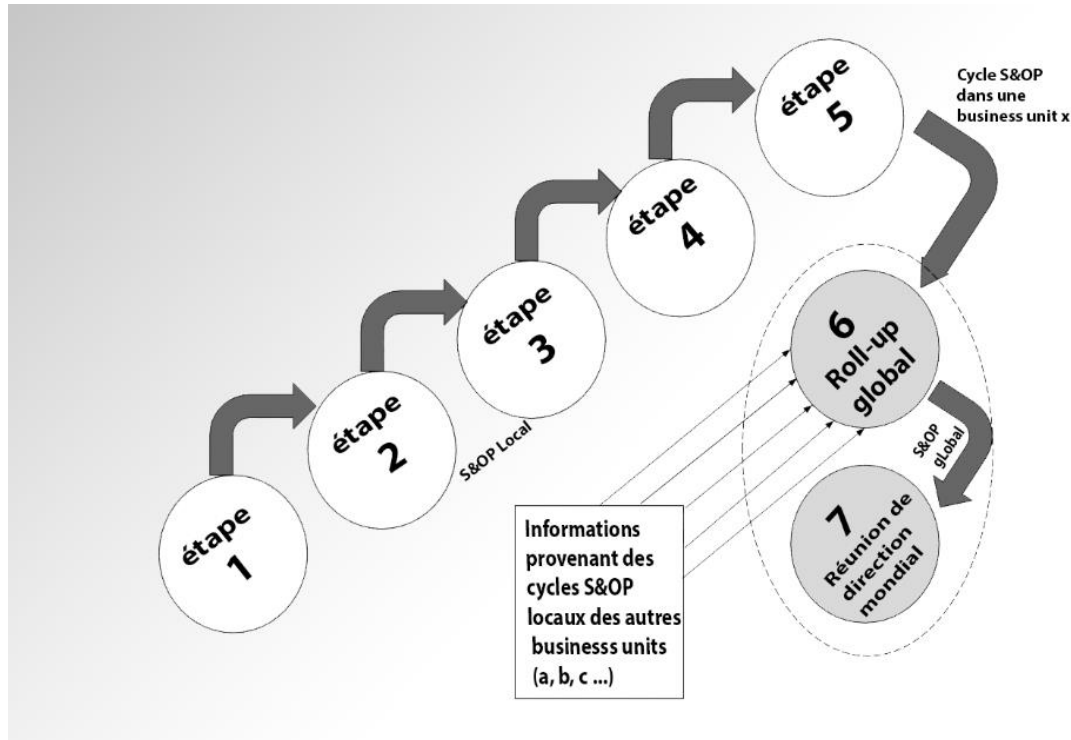 étape
1
étape
2
S&OP Local
étape
3
étape
4
étape
5
Cycle S&OP
dans une
business unit x
6
Roll-up
global
S&OP
gLobal
7
Réunion de
direction
mondial
Informations
provenant des
cycles S&OP
locaux des autres
businesss units
(a, b, c ...)